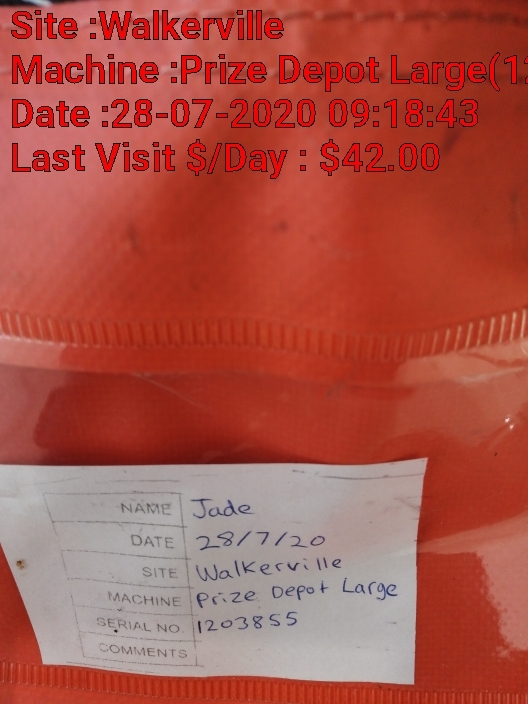 Site :Walkerville
Machine :Prize Depot Large(12
Date :28-07-2020 09:18:43
Last Visit $/Day : $42.00
NAME Jade
DATE 28/7/20
SITE Walkerville
MACHINE Prize Depot Large
SERIAL NO. 1203855
COMMENTS